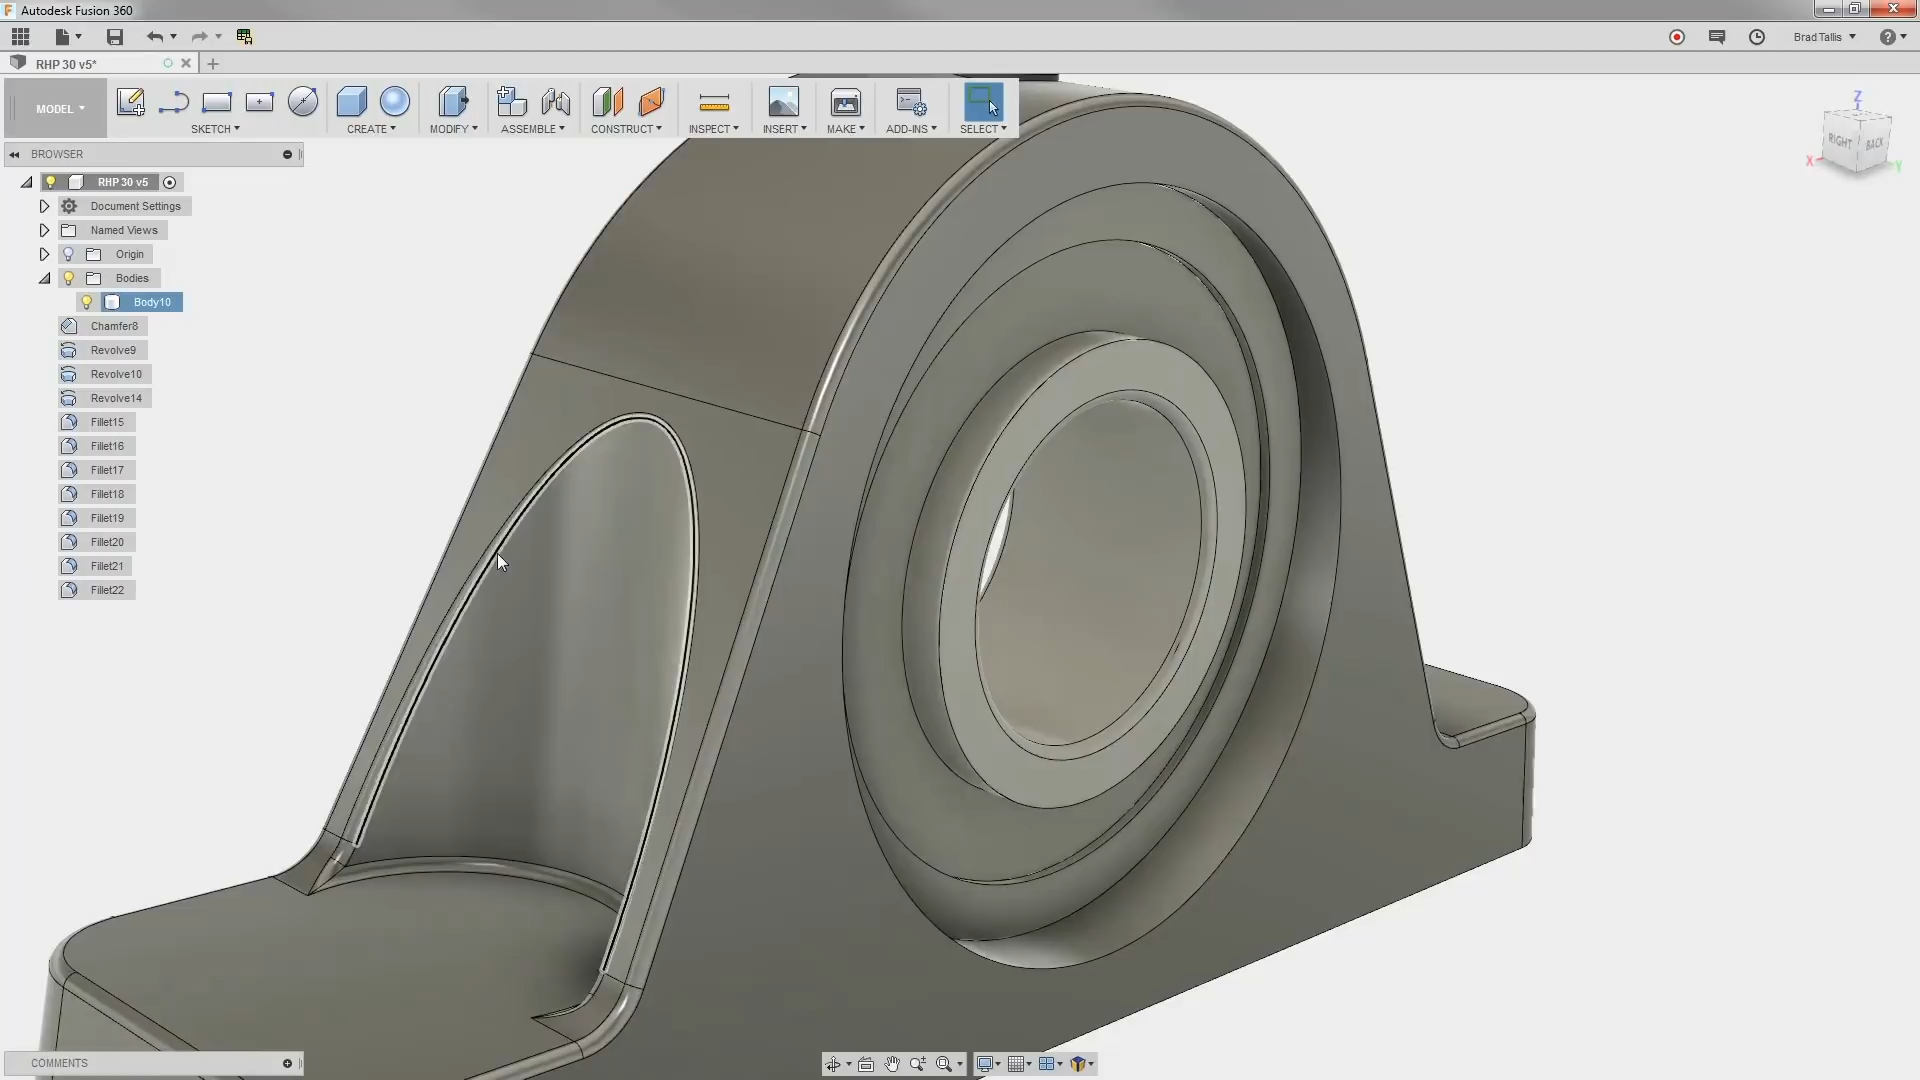 Autodesk Fusion 360
Brad Tallis
RHP 30 v5*
MODEL
SKETCH
CREATE
MODIFY
ASSEMBLE
CONSTRUCT
INSPECT
INSERT
MAKE
ADD-INS
SELECT
BROWSER
RHP 30 v5
Document Settings
Named Views
Origin
Bodies
Body10
Chamfer8
Revolve9
Revolve10
Revolve14
Fillet15
Fillet16
Fillet17
Fillet18
Fillet19
Fillet20
Fillet21
Fillet22
Z
RIGHT
BACK
X
Y
COMMENTS